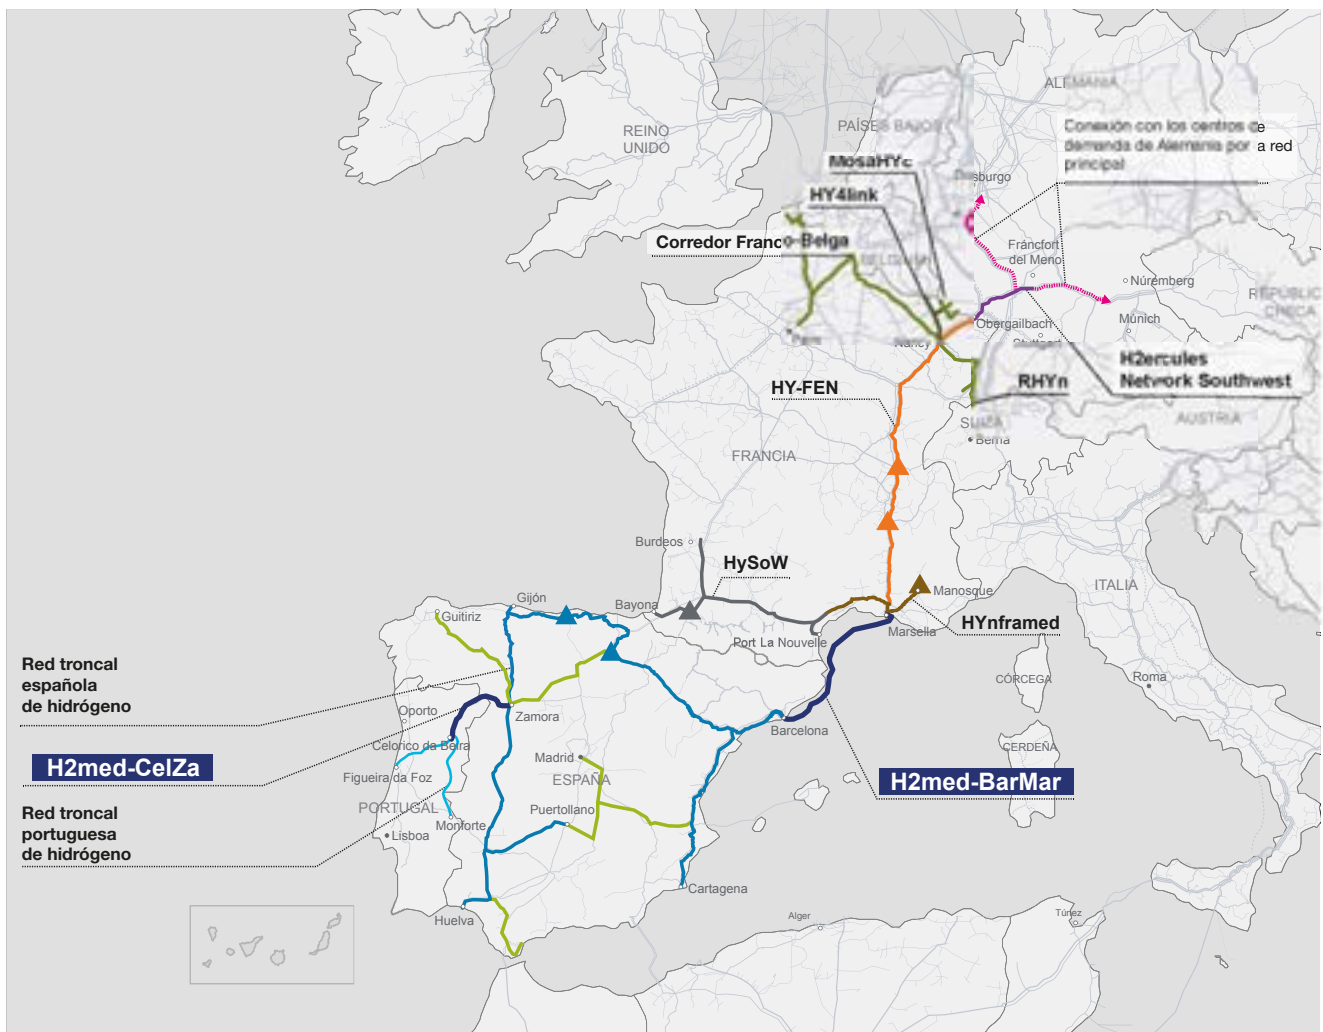 ALEMANIA
REINO
UNIDO
PAÍSES BAJOS
Conexión con los centros de
demanda de Alemania por la red
principal
MosaHYc
HY4link
Corredor Franco-Belga
Fráncfort
del Meno
Núremberg
Obergailbach
Múnich
Nancy
H2ercules
Network Southwest
RHYn
HY-FEN
SUIZA
Berna
AUSTRIA
FRANCIA
Burdeos
HySoW
ITALIA
Manosque
Gijón
Bayona
Guitiriz
Marsella
HYnframed
Port La Nouvelle
Red troncal
española
de hidrógeno
CÓRCEGA
Roma
Oporto
Zamora
Barcelona
Celorico da Beira
CERDEÑA
H2med-CelZa
Madrid
Figueira da Foz
ESPAÑA
H2med-BarMar
PORTUGAL
Puertollano
Red troncal
portuguesa
de hidrógeno
Monforte
Lisboa
Cartagena
Huelva
Alger
Túnez